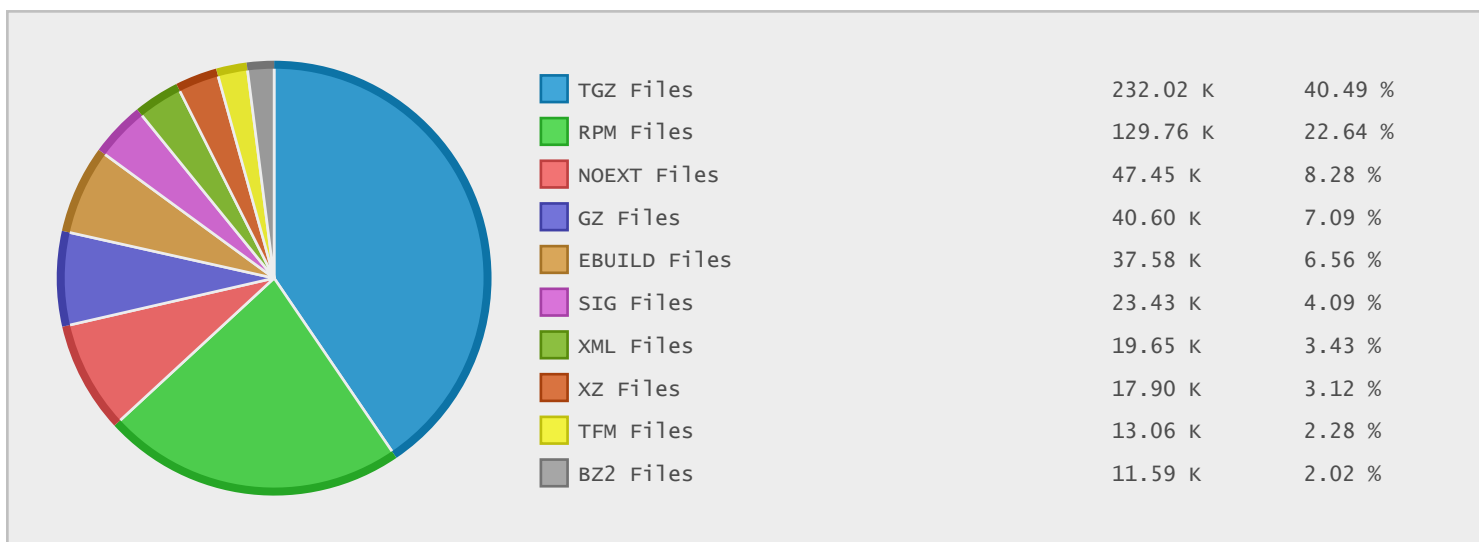 TGZ Files 232.02 K 40.49 %
RPM Files 129.76 K 22.64 %
NOEXT Files 47.45 K 8.28 %
GZ Files 40.60 K 7.09 %
EBUILD Files 37.58 K 6.56 %
SIG Files 23.43 K 4.09 %
XML Files 19.65 K 3.43 %
XZ Files 17.90 K 3.12 %
TFM Files 13.06 K 2.28 %
BZ2 Files 11.59 K 2.02 %